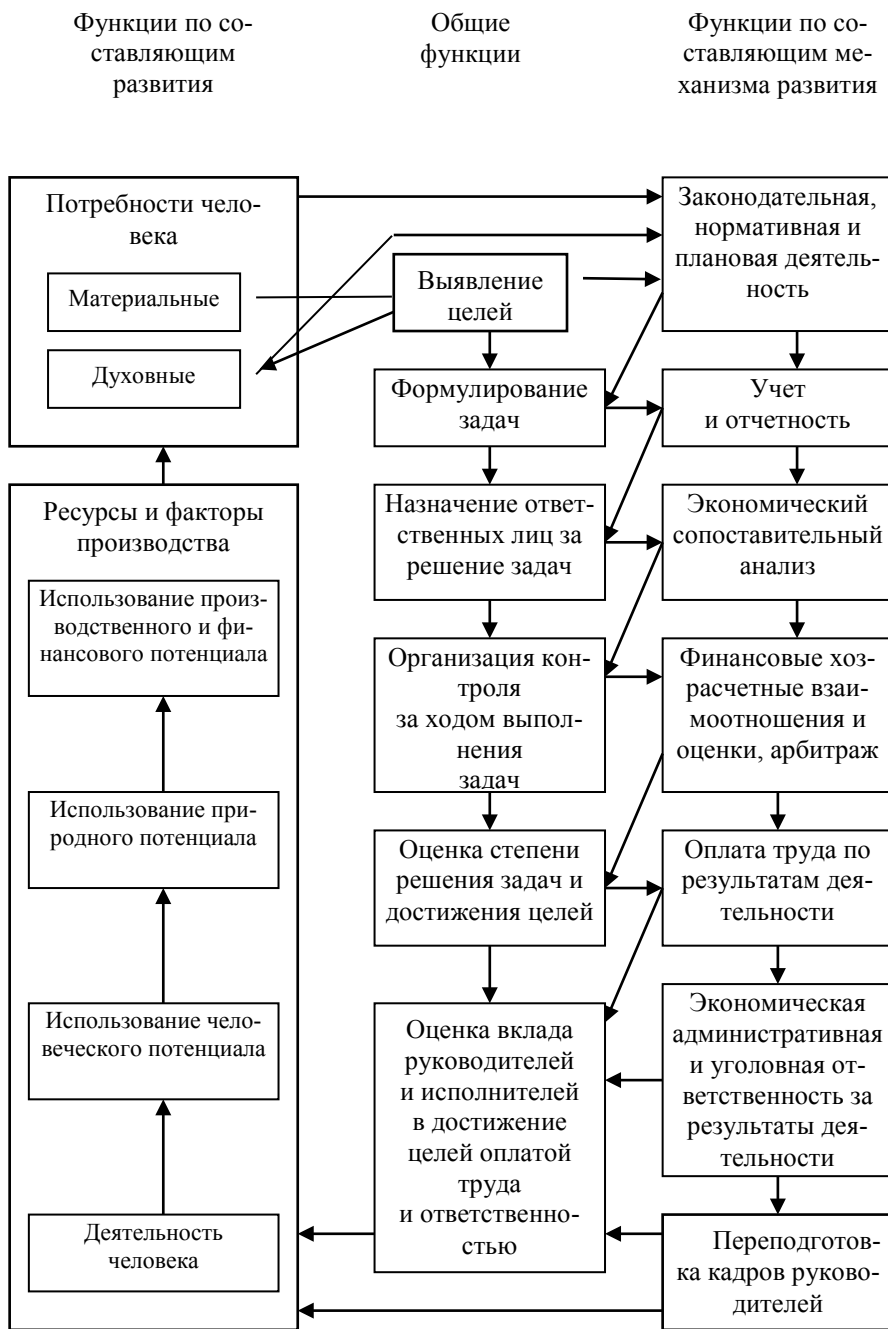 Функции по со-
ставляющим
развития
Общие
функции
Функции по со-
ставляющим ме-
ханизма развития
Потребности чело-
века
Материальные
Духовные
Ресурсы и факторы
производства
Использование произ-
водственного и фи-
нансового потенциала
Использование при-
родного потенциала
Использование чело-
веческого потенциала
Деятельность
человека
Выявление
целей
Формулирование
задач
Назначение ответ-
ственных лиц за
решение задач
Организация кон-
троля
за ходом выпол-
нения
задач
Оценка степени
решения задач и
достижения целей
Оценка вклада
руководителей
и исполнителей
в достижение
целей оплатой
труда
и ответственно-
стью
Законодательная,
нормативная и
плановая деятель-
ность
Учет
и отчетность
Экономический
сопоставительный
анализ
Финансовые хоз-
расчетные взаи-
моотношения и
оценки, арбитраж
Оплата труда по
результатам дея-
тельности
Экономическая
административная
и уголовная от-
ветственность за
результаты дея-
тельности
Переподготов-
ка кадров руково-
дителей